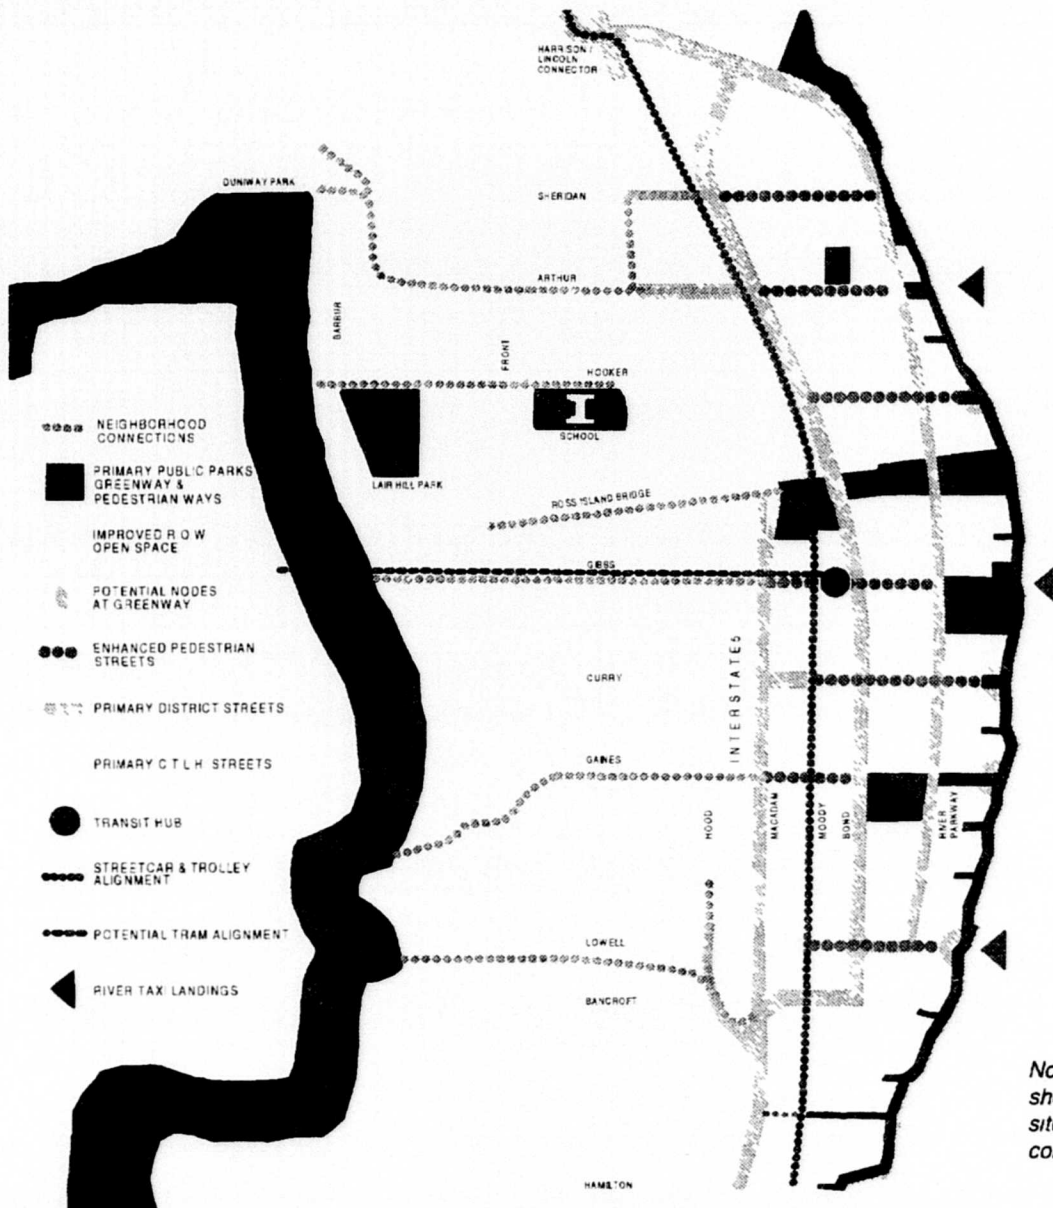 HARRISON /
LINCOLN
CONNECTOR
DUNIWAY PARK
SHERIDAN
ARTHUR
BARBUR
FRONT
HOOKER
I
SCHOOL
LAIR HILL PARK
ROSS ISLAND BRIDGE
GIBBS
INTERSTATE 5
CURRY
GAINES
HOOD
MACADAM
MOODY
BOND
RIVER
PARKWAY
LOWELL
BANCROFT
HAMILTON
NEIGHBORHOOD
CONNECTIONS
PRIMARY PUBLIC PARKS
GREENWAY &
PEDESTRIAN WAYS
IMPROVED R O W
OPEN SPACE
POTENTIAL NODES
AT GREENWAY
ENHANCED PEDESTRIAN
STREETS
PRIMARY DISTRICT STREETS
PRIMARY C T L H STREETS
TRANSIT HUB
STREETCAR & TROLLEY
ALIGNMENT
POTENTIAL TRAM ALIGNMENT
RIVER TAXI LANDINGS